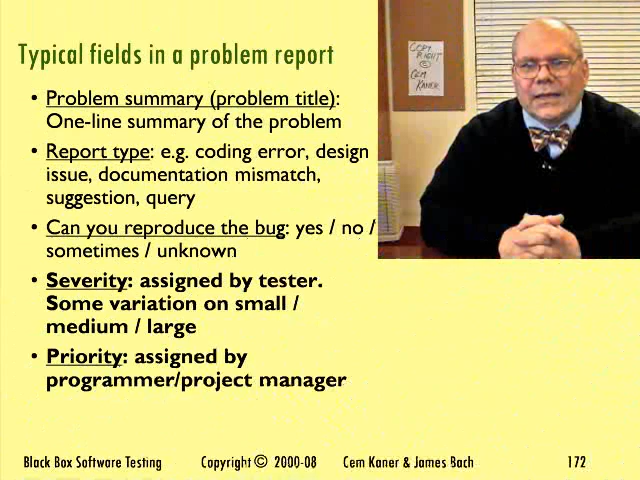 Typical fields in a problem report
• Problem summary (problem title):
One-line summary of the problem
• Report type: e.g. coding error, design
issue, documentation mismatch,
suggestion, query
• Can you reproduce the bug: yes / no /
sometimes / unknown
• Severity: assigned by tester.
Some variation on small /
medium / large
• Priority: assigned by
programmer/project manager
COPY
RIGHT
©
CEM
KANER
Black Box Software Testing Copyright © 2000-08 Cem Kaner & James Bach 172